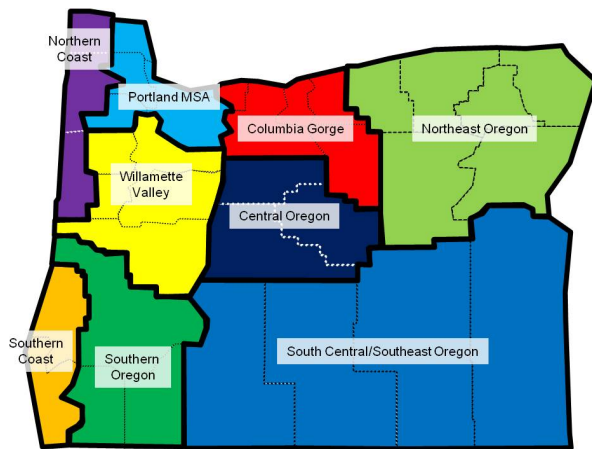 Northern
Coast
Portland MSA
Columbia Gorge
Northeast Oregon
Willamette
Valley
Central Oregon
Southern
Coast
Southern
Oregon
South Central/Southeast Oregon